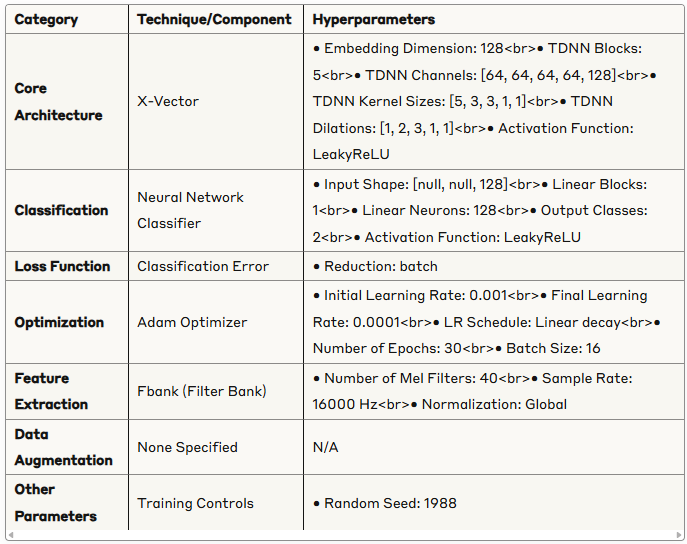 Category Technique/Component Hyperparameters
Core Architecture
X-Vector
• Embedding Dimension: 128<br>• TDNN Blocks:
5<br>• TDNN Channels: [64, 64, 64, 64, 128]<br>•
TDNN Kernel Sizes: [5, 3, 3, 1, 1]<br>• TDNN
Dilations: [1, 2, 3, 1, 1]<br>• Activation Function:
LeakyReLU
Classification
Neural Network
Classifier
• Input Shape: [null, null, 128]<br>• Linear Blocks:
1<br>• Linear Neurons: 128<br>• Output Classes:
2<br>• Activation Function: LeakyReLU
Loss Function
Classification Error
• Reduction: batch
Optimization
Adam Optimizer
• Initial Learning Rate: 0.001<br>• Final Learning
Rate: 0.0001<br>• LR Schedule: Linear decay<br>•
Number of Epochs: 30<br>• Batch Size: 16
Feature
Extraction
Fbank (Filter Bank)
• Number of Mel Filters: 40<br>• Sample Rate:
16000 Hz<br>• Normalization: Global
Data
Augmentation
None Specified
N/A
Other
Parameters
Training Controls
• Random Seed: 1988